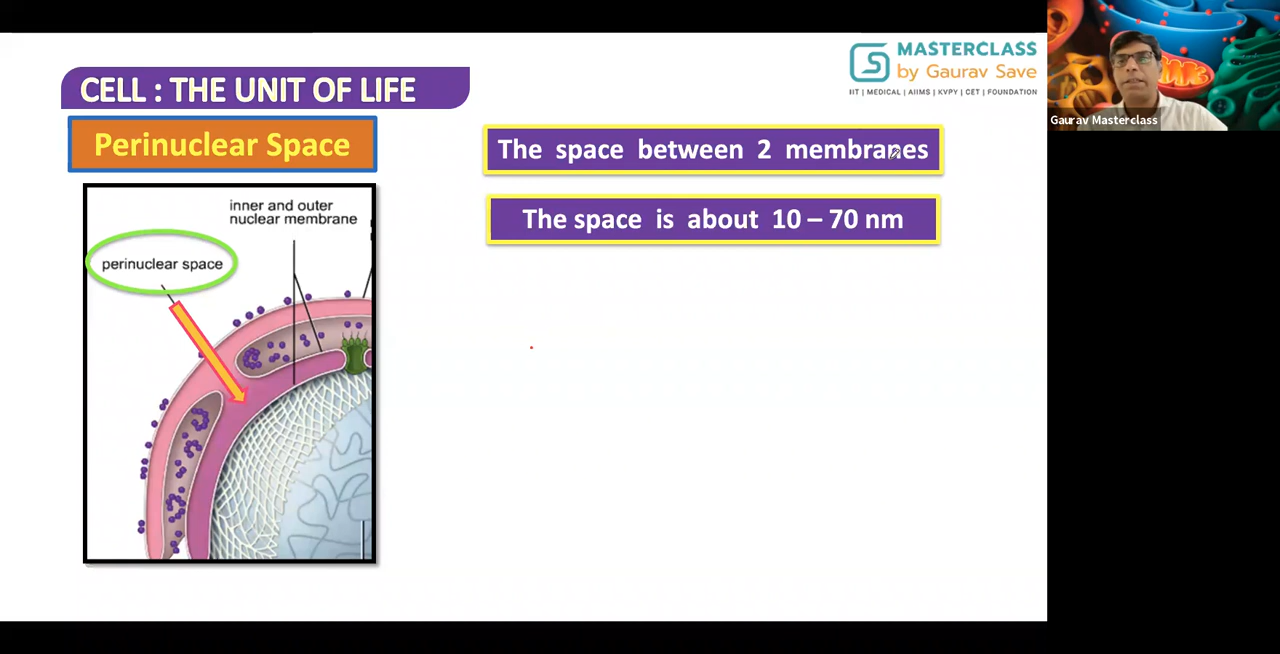 MASTERCLASS
by Gaurav Save
IIT | MEDICAL | AIIMS | KVPY | CET | FOUNDATION
Gaurav Masterclass
CELL : THE UNIT OF LIFE
Perinuclear Space
The space between 2 membranes
The space is about 10 – 70 nm
inner and outer
nuclear membrane
perinuclear space